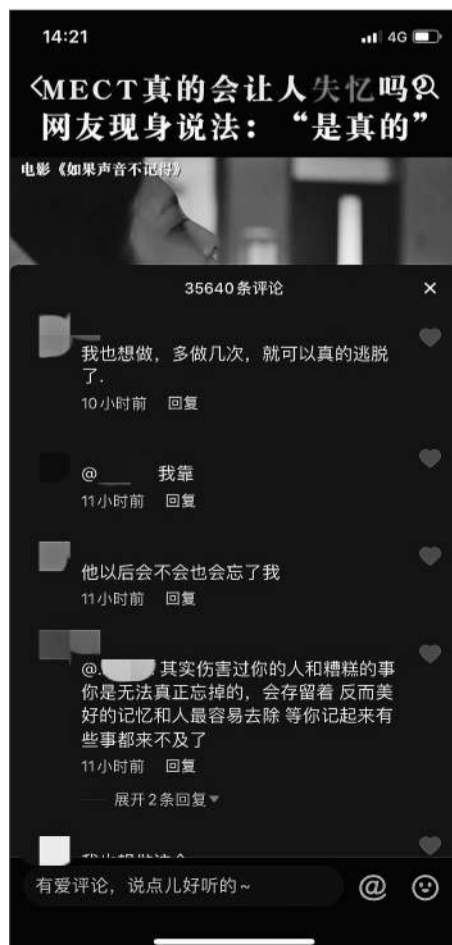 14:21
4G
MECT真的会让人失忆吗?
网友现身说法：“是真的”
电影《如果声音不记得》
35640条评论
我也想做，多做几次，就可以真的逃脱
了.
10小时前 回复
@ 我靠
11小时前 回复
他以后会不会也会忘了我
11小时前 回复
@. 其实伤害过你的人和糟糕的事
你是无法真正忘掉的，会存留着 反而美
好的记忆和人最容易去除 等你记起来有
些事都来不及了
11小时前 回复
展开2条回复
有爱评论，说点儿好听的~
@